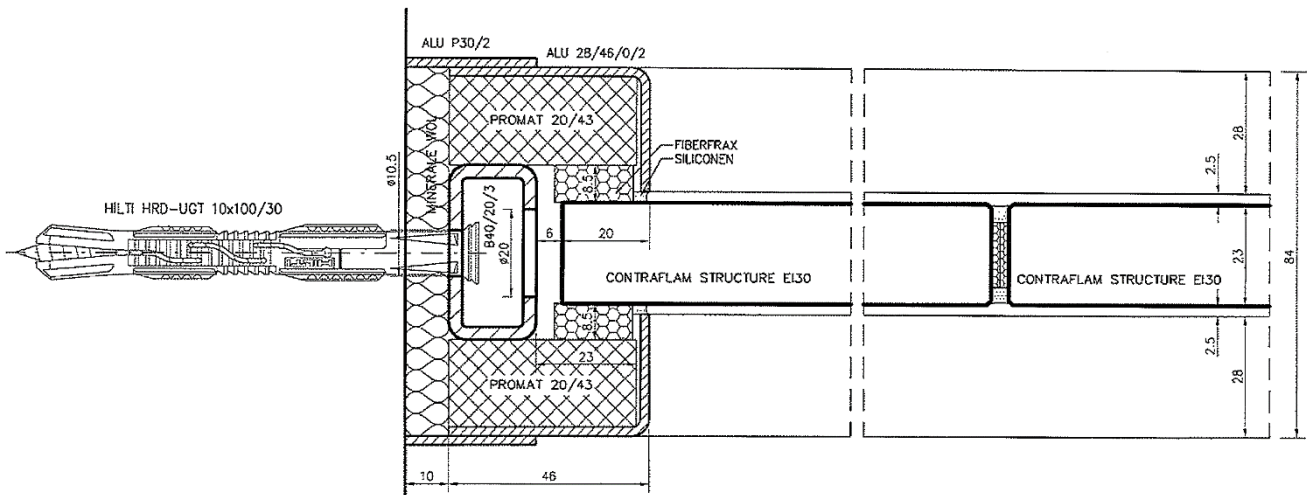 ALU P30/2
ALU 28/46/0/2
PROMAT 20/43
MINERALE WOL
FIBERFRAX
SILICONEN
ø10.5
8.5
28
2.5
HILTI HRD-UGT 10x100/30
B40/20/3
ø20
6
20
CONTRAFLAM STRUCTURE EI30
CONTRAFLAM STRUCTURE EI30
23
84
8.5
23
2.5
PROMAT 20/43
28
10
46